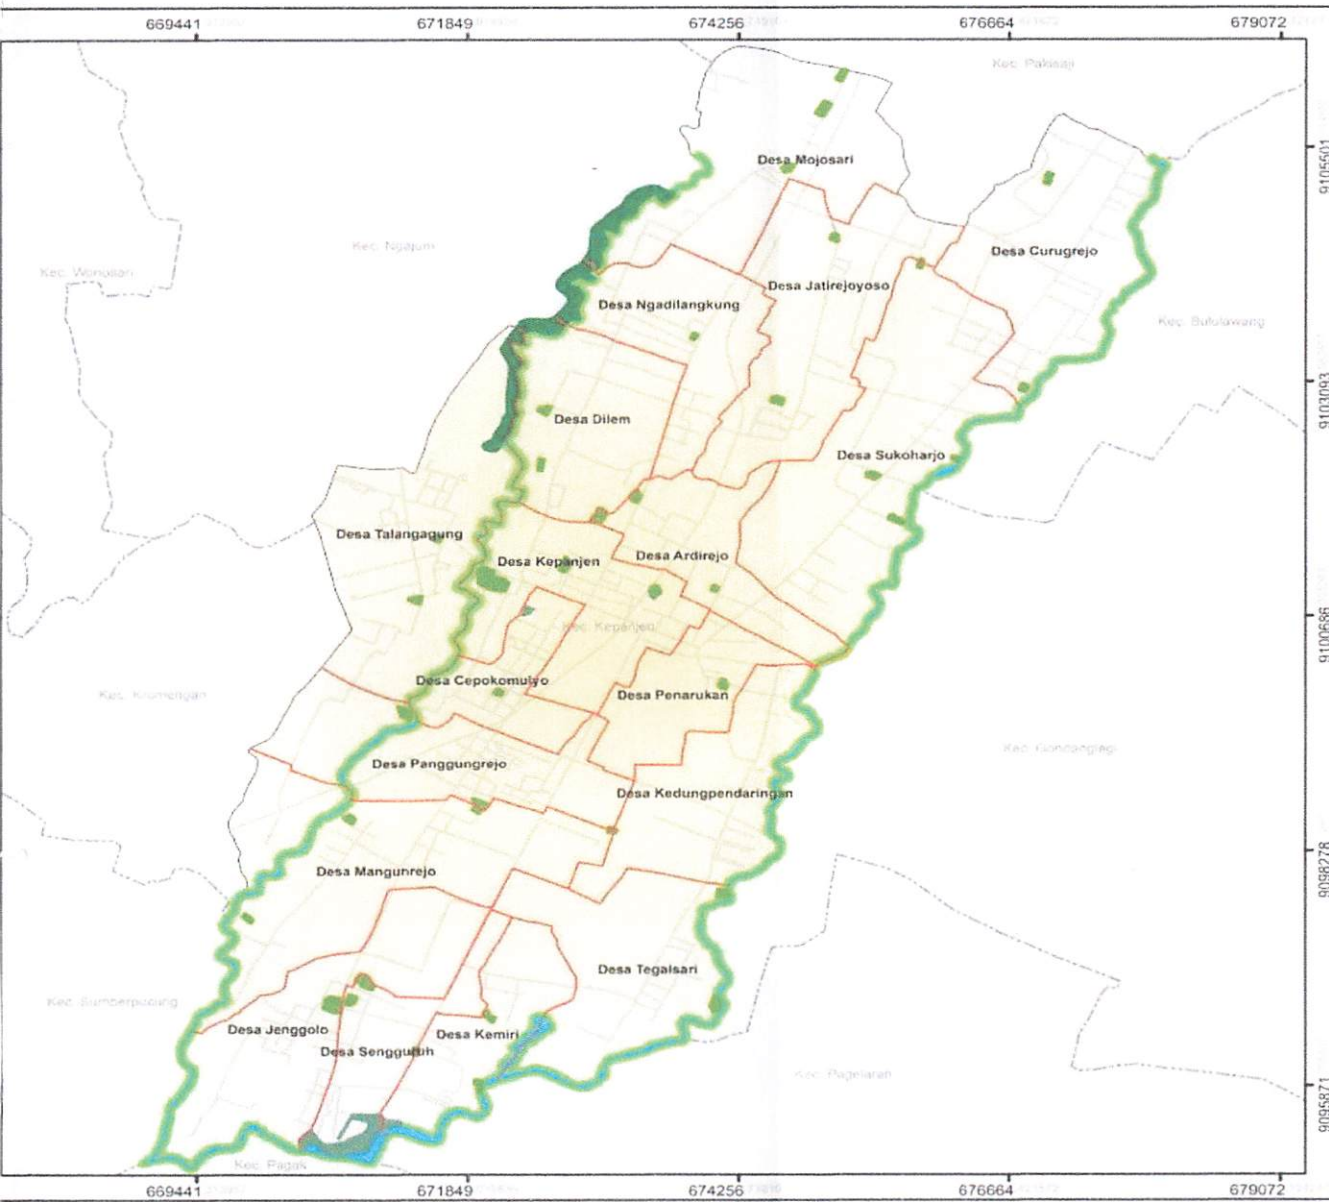 669441 671849 674256 676664 679072
Kec. Pakisaji
9105501
Desa Mojosari
Kec. Ngajum
Desa Curugrejo
Kec. Wonosari
Desa Jatirejoyoso
Desa Ngadilangkung
Kec. Bululawang
9103093
Desa Dilem
Desa Sukoharjo
Desa Talangagung
Desa Ardirejo
Desa Kepanjen
9100686
Kec. Kepanjen
Desa Cepokomulyo
Kec. Kromengan
Desa Penarukan
Kec. Gondanglegi
Desa Panggungrejo
Desa Kedungpendaringan
9098278
Desa Mangunrejo
Desa Tegalsari
Kec. Sumberpucung
Desa Jenggolo
Desa Kemiri
Desa Sengguruh
Kec. Pagelaran
9095871
Kec. Pagak
669441 671849 674256 676664 679072